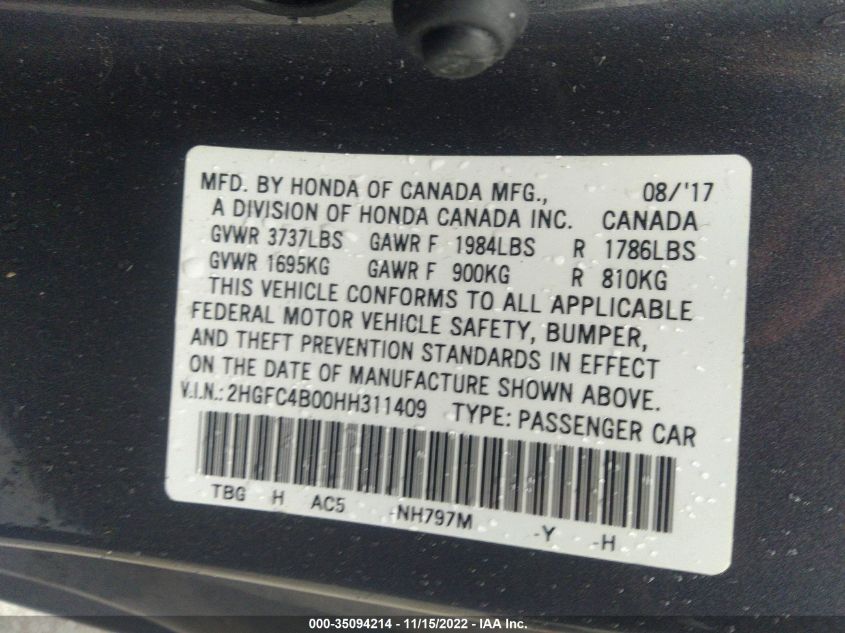 MFD. BY HONDA OF CANADA MFG., 08/'17
A DIVISION OF HONDA CANADA INC. CANADA
GVWR 3737LBS GAWR F 1984LBS R 1786LBS
GVWR 1695KG GAWR F 900KG R 810KG
THIS VEHICLE CONFORMS TO ALL APPLICABLE
FEDERAL MOTOR VEHICLE SAFETY, BUMPER,
AND THEFT PREVENTION STANDARDS IN EFFECT
ON THE DATE OF MANUFACTURE SHOWN ABOVE.
V.I.N.: 2HGFC4B00HH311409 TYPE: PASSENGER CAR
TBG H AC5 -NH797M -Y -H
000-35094214 - 11/15/2022 - IAA Inc.